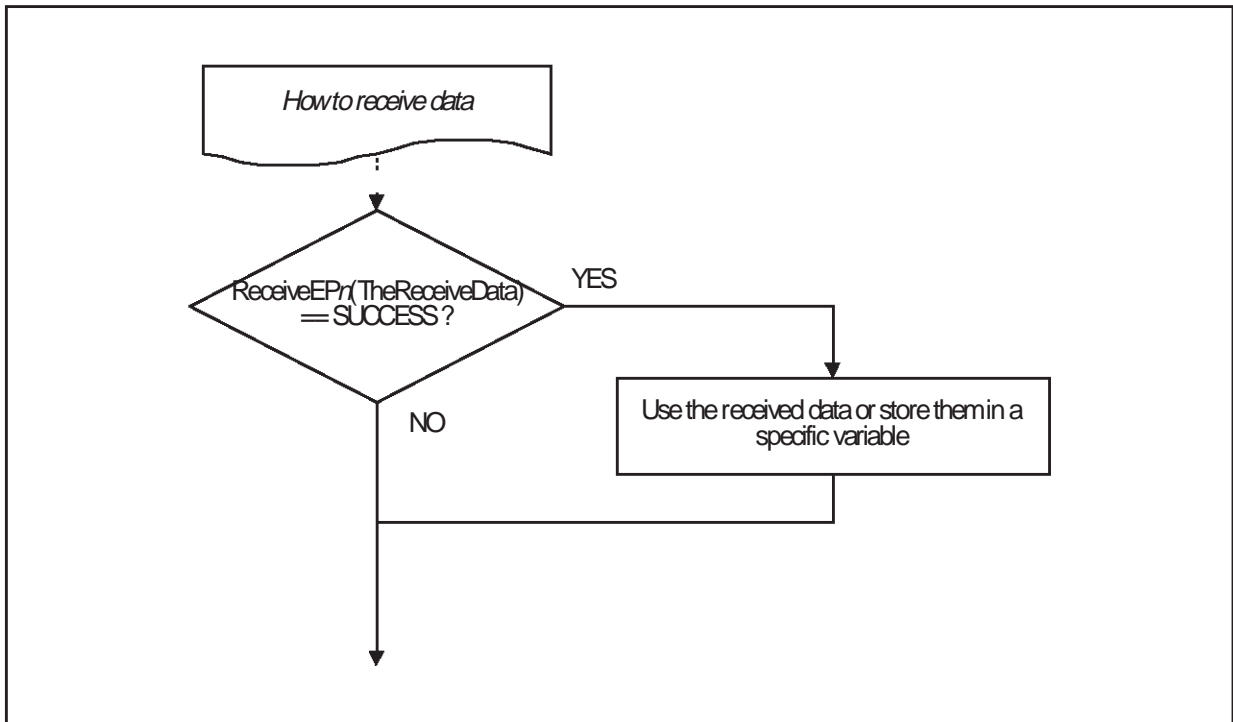 How to receive data
ReceiveEPn(TheReceiveData)
== SUCCESS ?
YES
NO
Use the received data or store them in a
specific variable